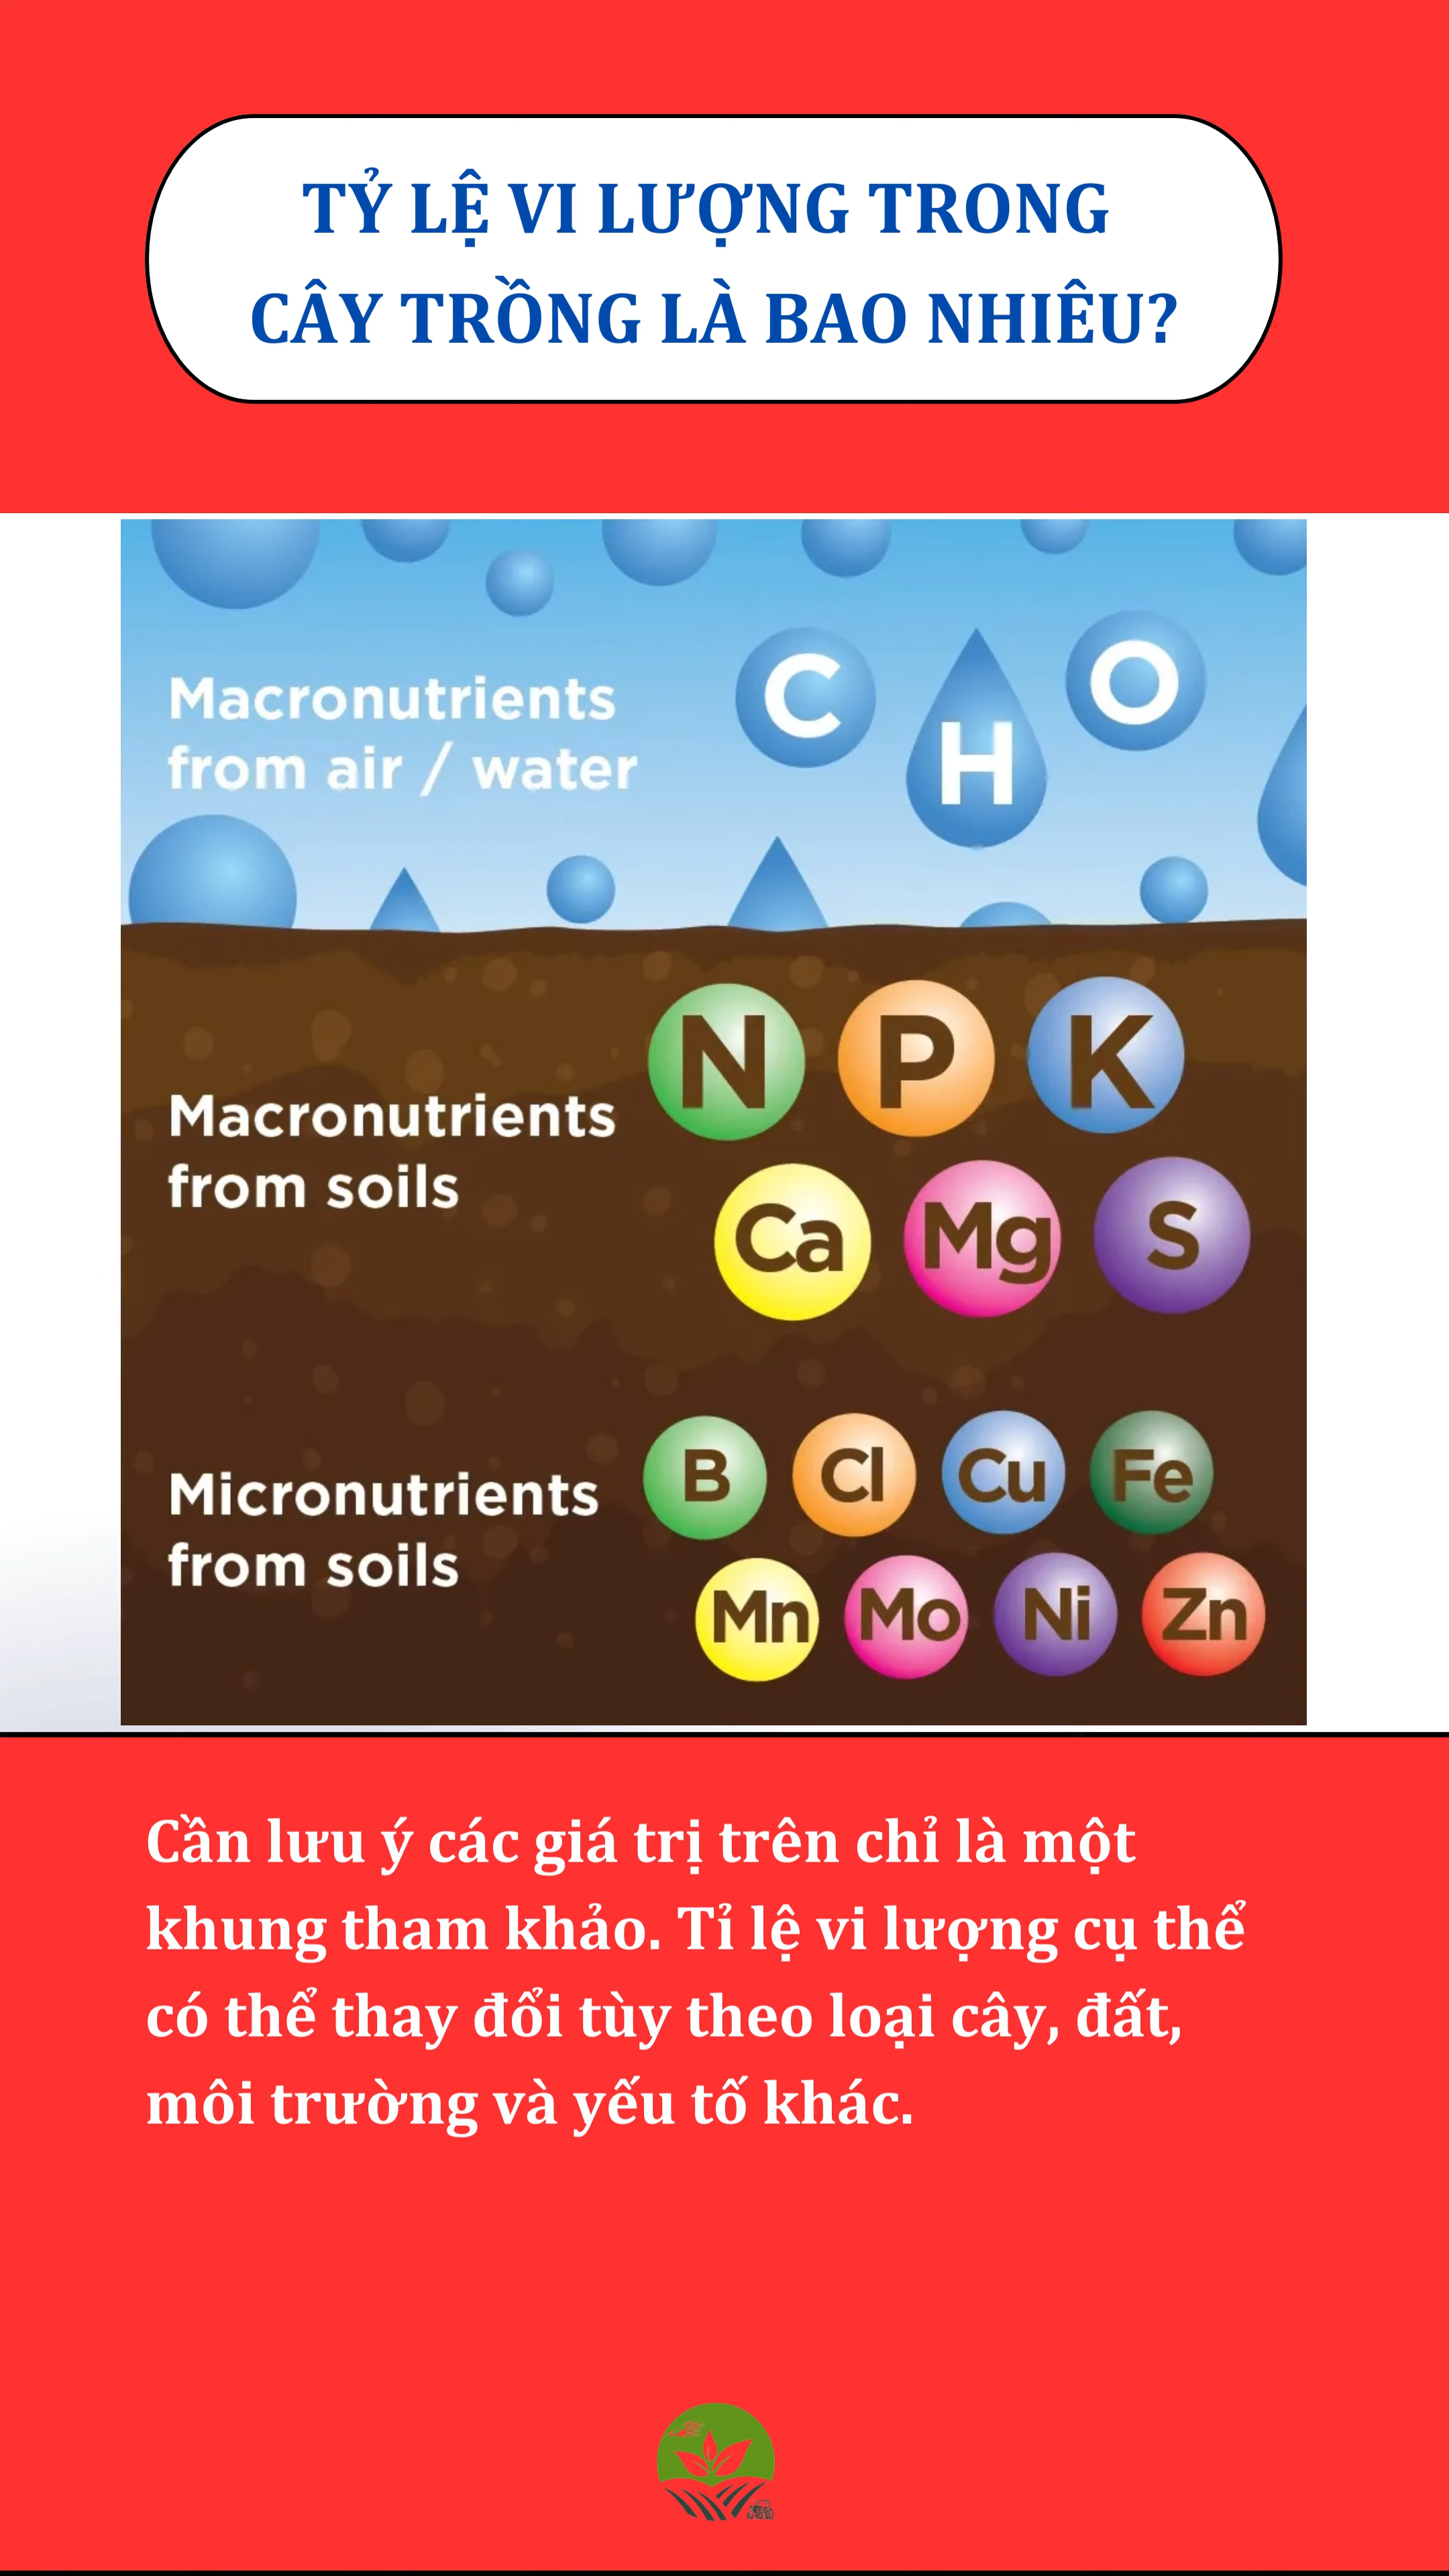 TỶ LỆ VI LƯỢNG TRONG
CÂY TRỒNG LÀ BAO NHIÊU?
Macronutrients
from air / water
C H O
Macronutrients
from soils
N P K
Ca Mg S
Micronutrients
from soils
B Cl Cu Fe
Mn Mo Ni Zn
Cần lưu ý các giá trị trên chỉ là một
khung tham khảo. Tỉ lệ vi lượng cụ thể
có thể thay đổi tùy theo loại cây, đất,
môi trường và yếu tố khác.